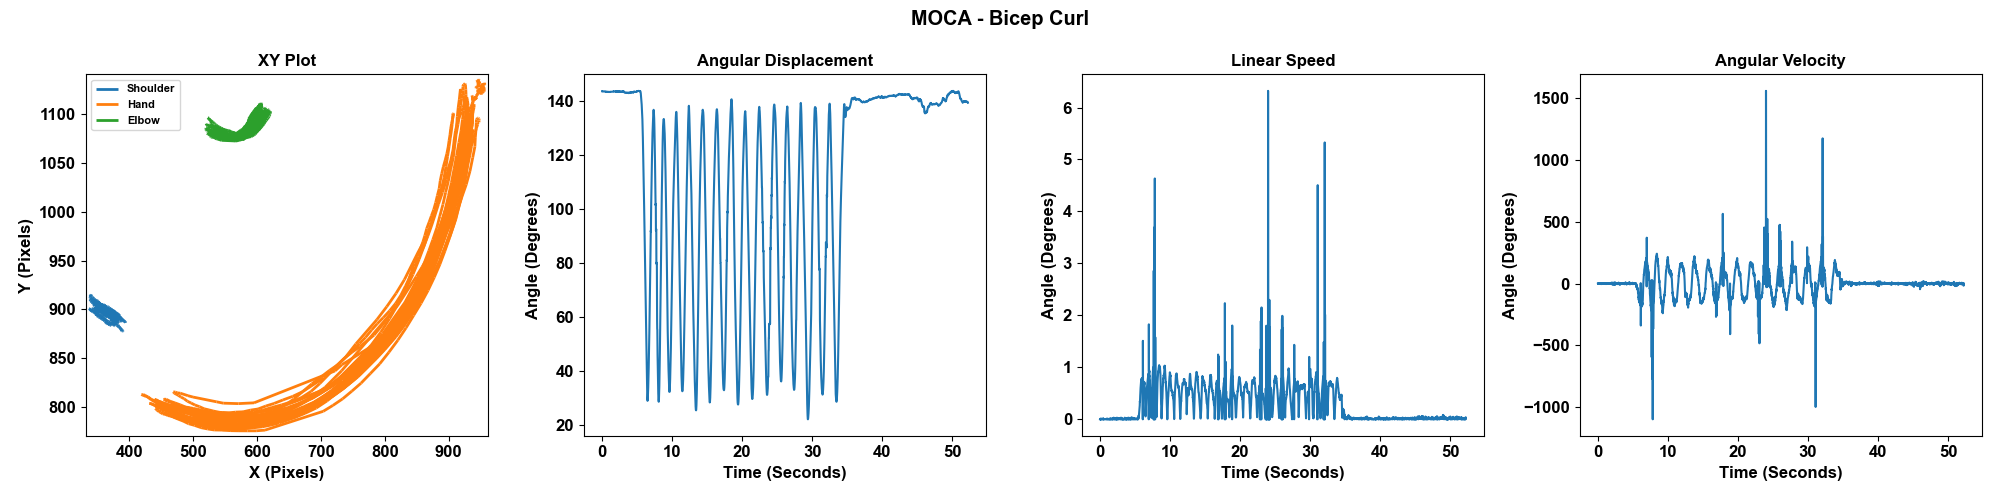 MOCA - Bicep Curl
XY Plot
Shoulder
Hand
Elbow
1100
1050
1000
950
900
850
800
Y (Pixels)
400 500 600 700 800 900
X (Pixels)
Angular Displacement
140
120
100
80
60
40
20
Angle (Degrees)
0 10 20 30 40 50
Time (Seconds)
Linear Speed
6
5
4
3
2
1
0
Angle (Degrees)
0 10 20 30 40 50
Time (Seconds)
Angular Velocity
1500
1000
500
0
−500
−1000
Angle (Degrees)
0 10 20 30 40 50
Time (Seconds)